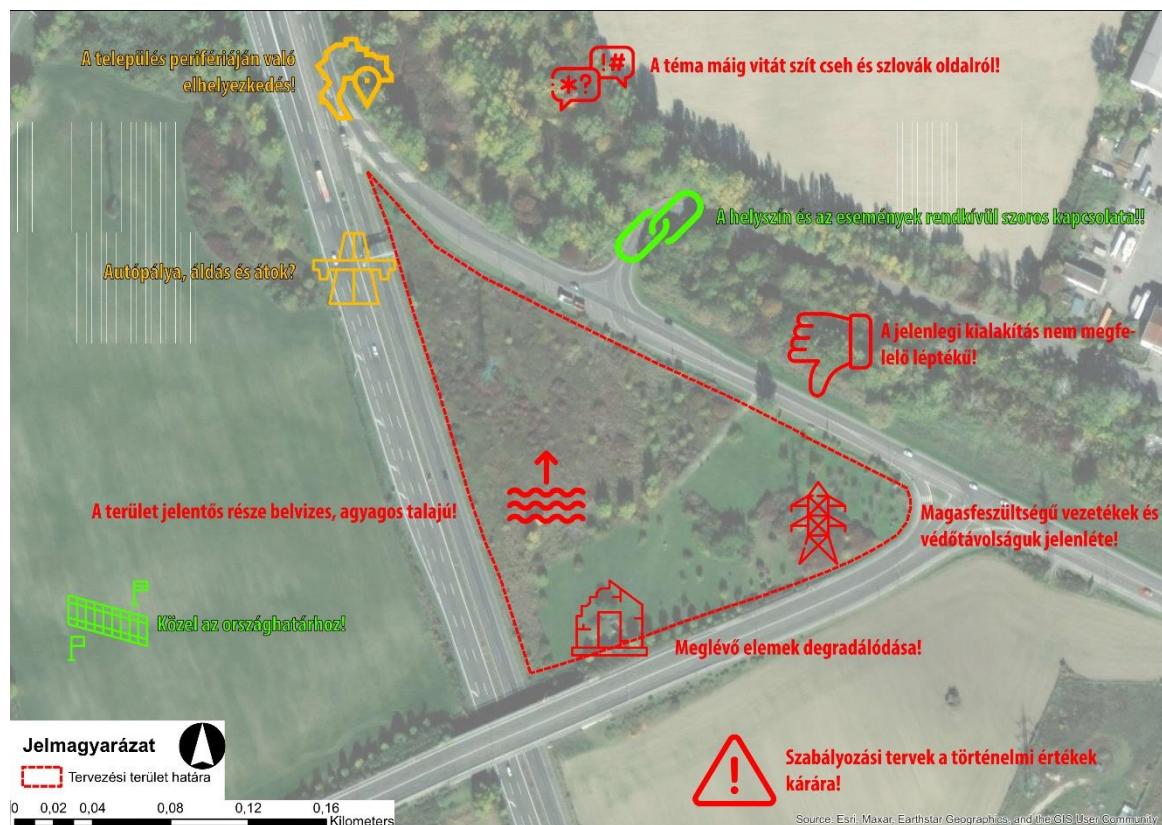 A település perifériáján való
elhelyezkedés!
A téma máig vitát szít cseh és szlovák oldalról!
A helyszín és az események rendkívül szoros kapcsolata!!
Autópálya, áldás és átok?
A jelenlegi kialakítás nem megfe-
lelő léptékű!
A terület jelentős része belvizes, agyagos talajú!
Magasfeszültségű vezetékek és
védőtávolságuk jelenléte!
Közel az országhatárhoz!
Meglévő elemek degradálódása!
Szabályozási tervek a történelmi értékek
kárára!
Jelmagyarázat
Tervezési terület határa
0 0,02 0,04 0,08 0,12 0,16
Kilometers
Source: Esri, Maxar, Earthstar Geographics, and the GIS User Community